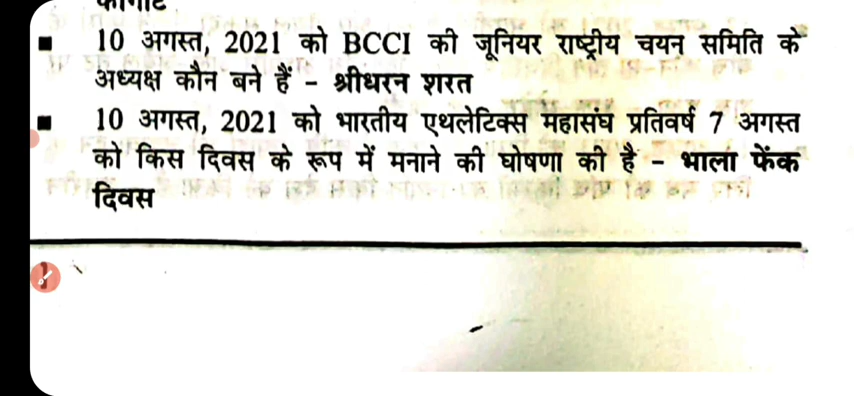 ■ 10 अगस्त, 2021 को BCCI की जूनियर राष्ट्रीय चयन समिति के
अध्यक्ष कौन बने हैं - श्रीधरन शरत
■ 10 अगस्त, 2021 को भारतीय एथलेटिक्स महासंघ प्रतिवर्ष 7 अगस्त
को किस दिवस के रूप में मनाने की घोषणा की है - भाला फेंक
दिवस